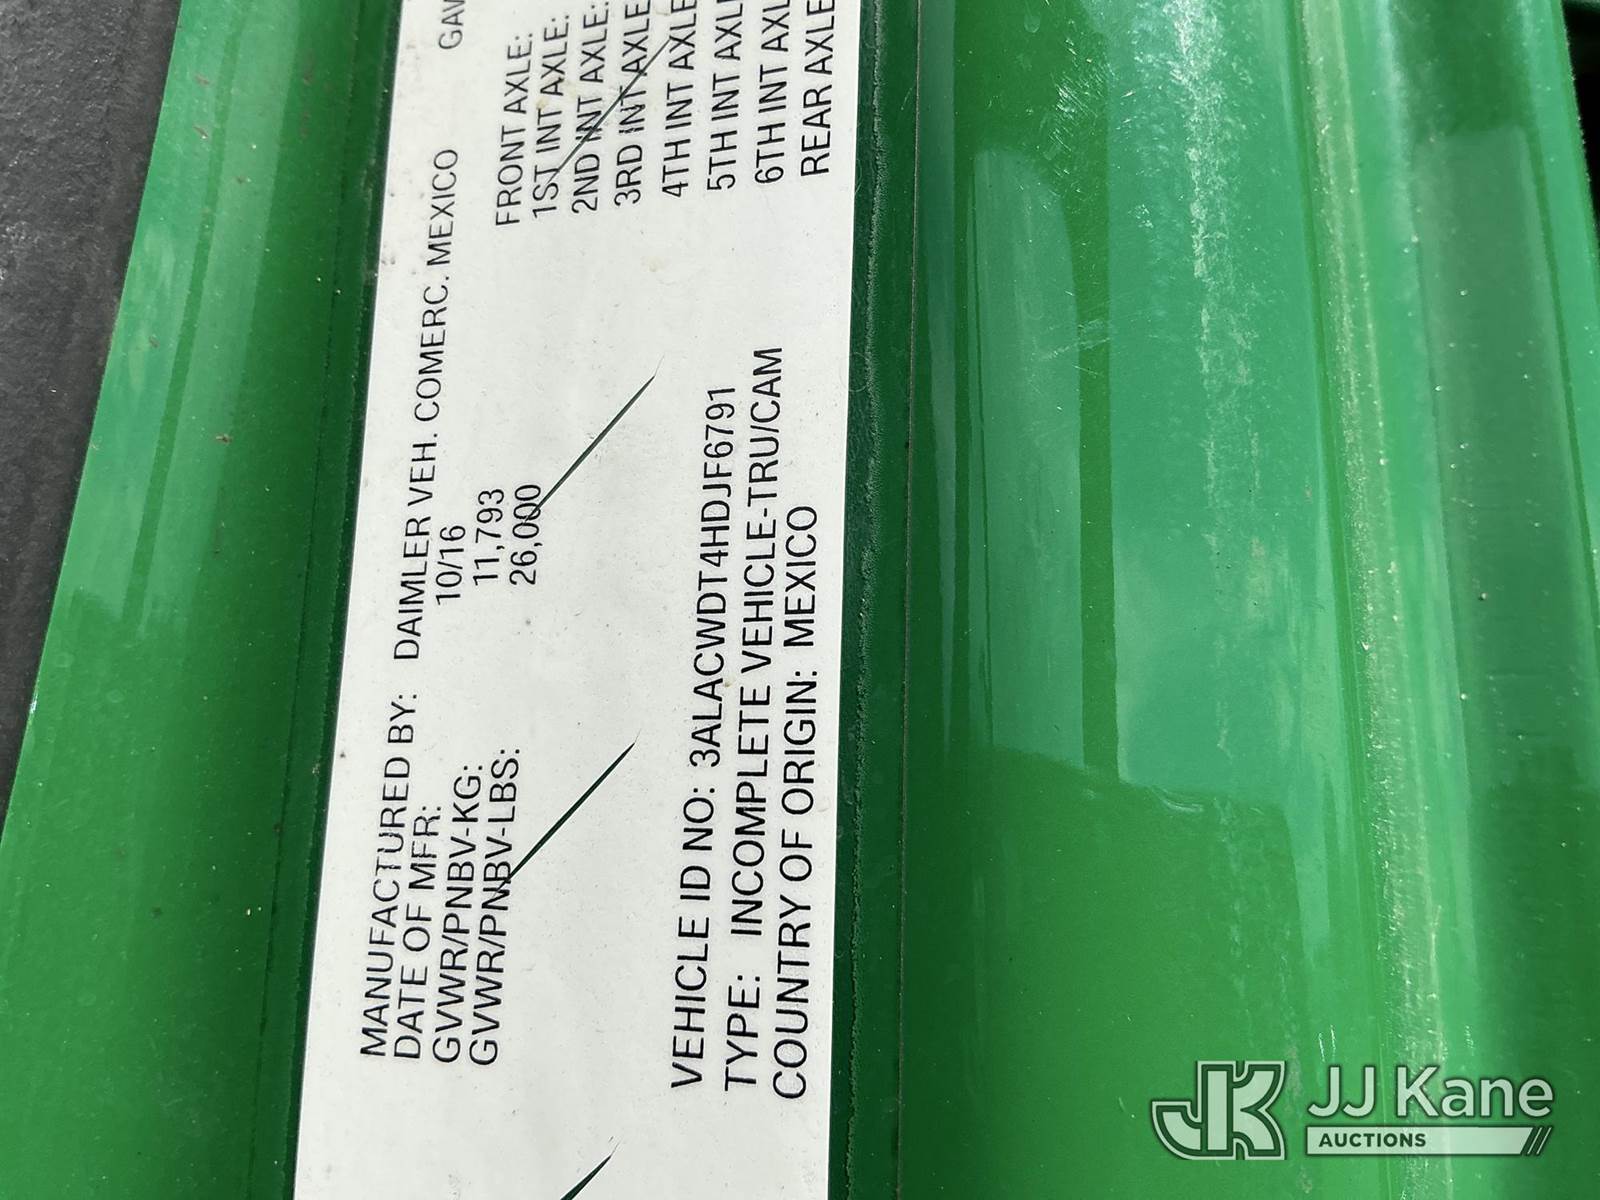 MANUFACTURED BY: DAIMLER VEH. COMERC. MEXICO
DATE OF MFR: 10/16
GVWR/PNBV-KG: 11,793
GVWR/PNBV-LBS: 26,000
VEHICLE ID NO: 3ALACWDT4HDJF6791
TYPE: INCOMPLETE VEHICLE-TRU/CAM
COUNTRY OF ORIGIN: MEXICO
FRONT AXLE:
1ST INT AXLE:
2ND INT AXLE:
3RD INT AXLE
4TH INT AXLE
5TH INT AXLE
6TH INT AXLE
REAR AXLE
JJ Kane
AUCTIONS